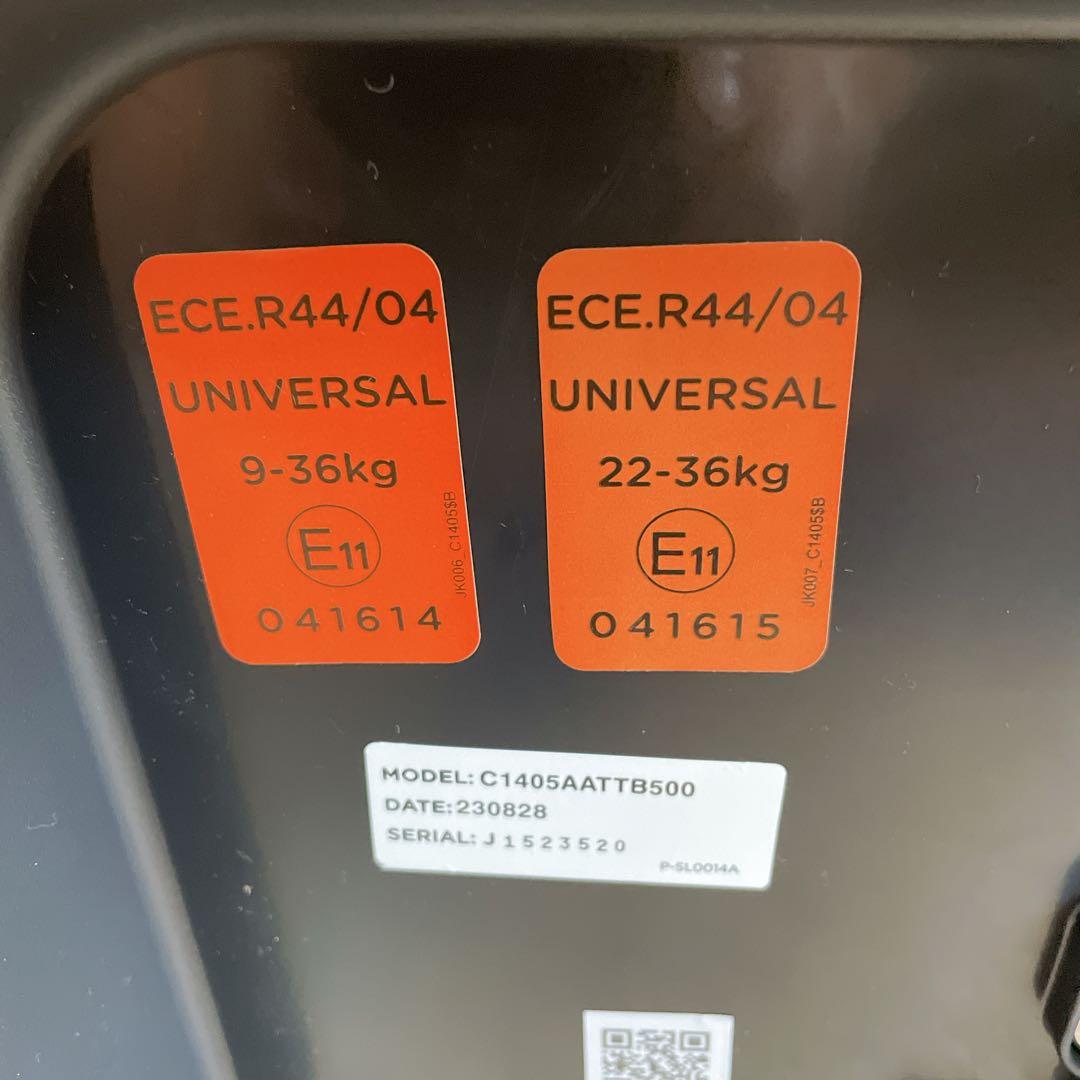 ECE.R44/04
UNIVERSAL
9-36kg
E11
041614
JK006_C1405$B
ECE.R44/04
UNIVERSAL
22-36kg
E11
041615
JK007_C1405$B
MODEL: C1405AATTB500
DATE: 230828
SERIAL: J1523520
P-SL0014A